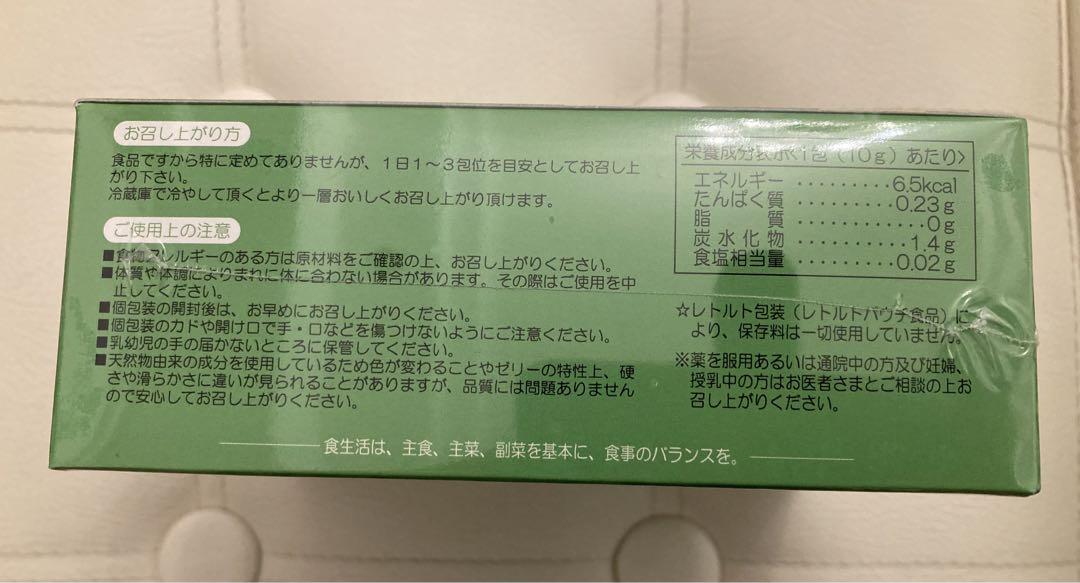 お召し上がり方
食品ですから特に定めてありませんが、1日1〜3包位を目安としてお召し上
がり下さい。
冷蔵庫で冷やして頂くとより一層おいしくお召し上がり頂けます。
ご使用上の注意
■食物アレルギーのある方は原材料をご確認の上、お召し上がりください。
■体質や体調によりまれに体に合わない場合があります。その際はご使用を中
止してください。
■個包装の開封後は、お早めにお召し上がりください。
■個包装のカドや開け口で手・口などを傷つけないようにご注意ください。
■乳幼児の手の届かないところに保管してください。
■天然物由来の成分を使用しているため色が変わることやゼリーの特性上、硬
さや滑らかさに違いが見られることがありますが、品質には問題ありません
ので安心してお召し上がりください。
栄養成分表示<1包(10g)あたり>
エネルギー・・・・・・・・・6.5kcal
たんぱく質・・・・・・・・・0.23g
脂質・・・・・・・・・・・・0g
炭水化物・・・・・・・・・・1.4g
食塩相当量・・・・・・・・・0.02g
☆レトルト包装(レトルトパウチ食品)に
より、保存料は一切使用していません。
※薬を服用あるいは通院中の方及び妊婦、
授乳中の方はお医者さまとご相談の上お
召し上がりください。
食生活は、主食、主菜、副菜を基本に、食事のバランスを。